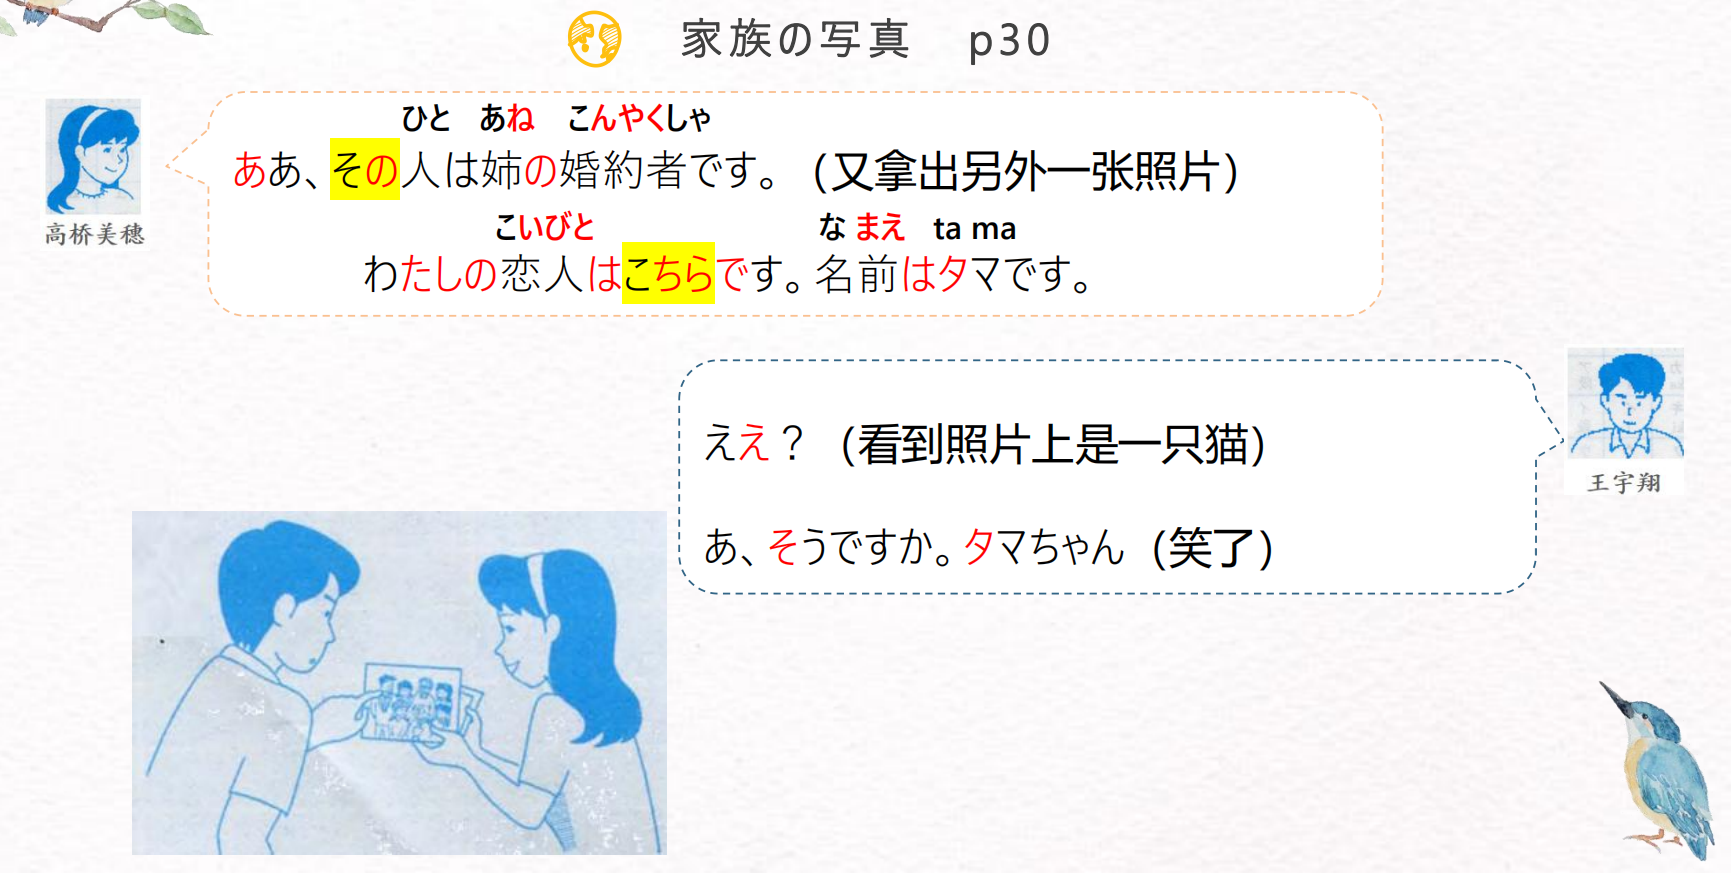 家族の写真 p30
ひと あね こんやくしゃ
ああ、その人は姉の婚約者です。(又拿出另外一张照片)
高桥美穗
こいびと なまえ ta ma
わたしの恋人はこちらです。名前はタマです。
ええ？(看到照片上是一只猫)
王宇翔
あ、そうですか。タマちゃん(笑了)